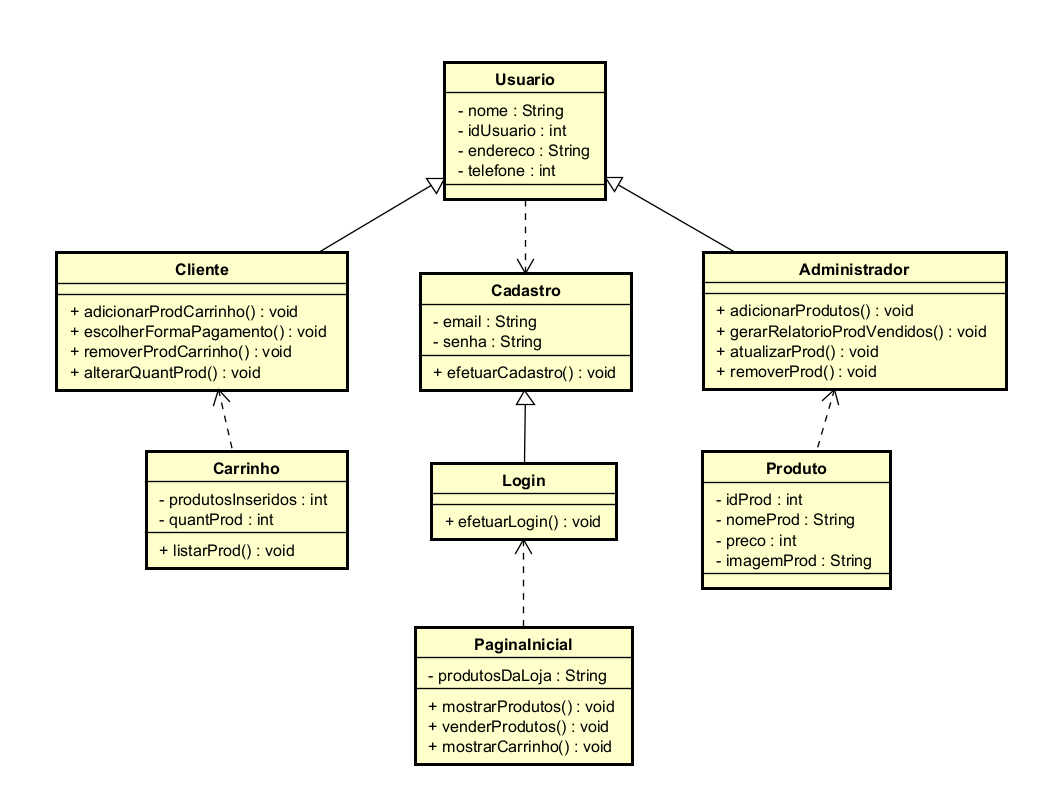 Usuario
- nome : String
- idUsuario : int
- endereco : String
- telefone : int
Cliente
+ adicionarProdCarrinho() : void
+ escolherFormaPagamento() : void
+ removerProdCarrinho() : void
+ alterarQuantProd() : void
Cadastro
- email : String
- senha : String
+ efetuarCadastro() : void
Administrador
+ adicionarProdutos() : void
+ gerarRelatorioProdVendidos() : void
+ atualizarProd() : void
+ removerProd() : void
Carrinho
- produtosInseridos : int
- quantProd : int
+ listarProd() : void
Login
+ efetuarLogin() : void
Produto
- idProd : int
- nomeProd : String
- preco : int
- imagemProd : String
PaginaInicial
- produtosDaLoja : String
+ mostrarProdutos() : void
+ venderProdutos() : void
+ mostrarCarrinho() : void